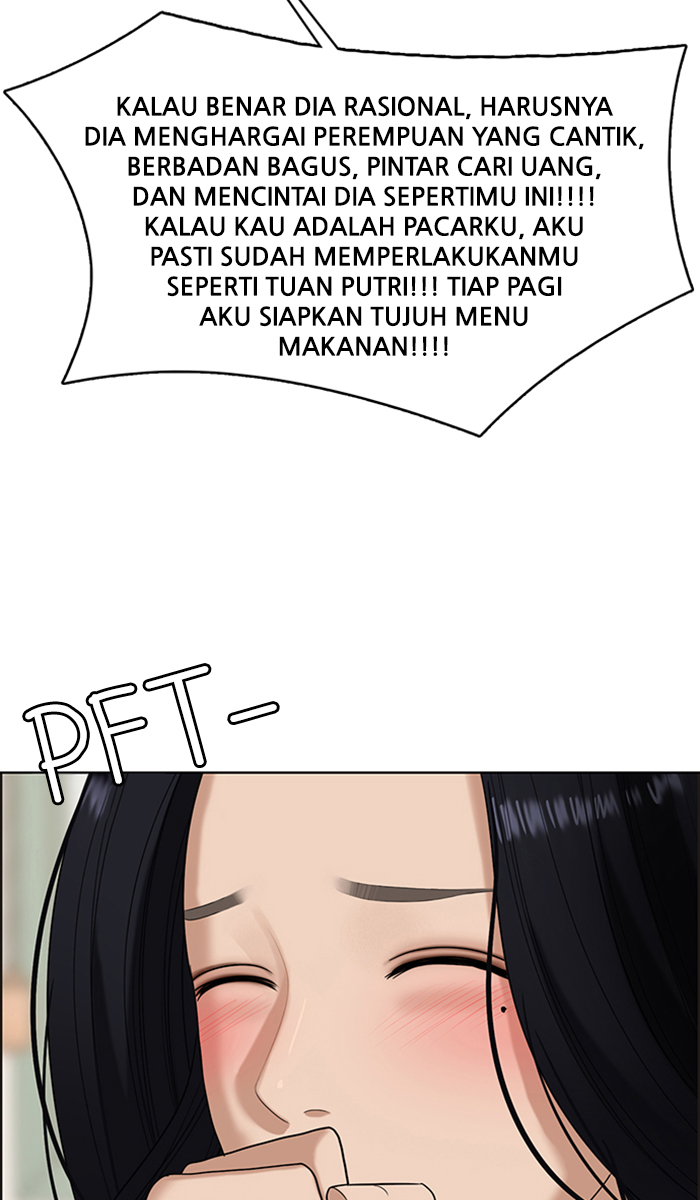 KALAU BENAR DIA RASIONAL, HARUSNYA
DIA MENGHARGAI PEREMPUAN YANG CANTIK,
BERBADAN BAGUS, PINTAR CARI UANG,
DAN MENCINTAI DIA SEPERTIMU INI!!!!
KALAU KAU ADALAH PACARKU, AKU
PASTI SUDAH MEMPERLAKUKANMU
SEPERTI TUAN PUTRI!!! TIAP PAGI
AKU SIAPKAN TUJUH MENU
MAKANAN!!!!
PFT-